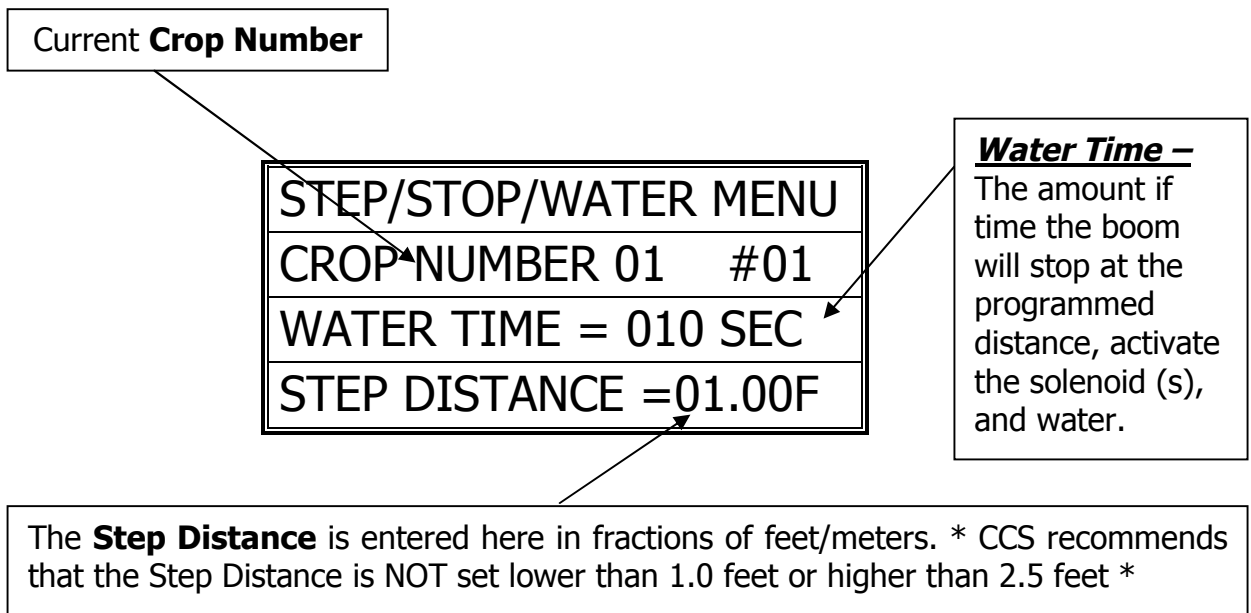 Current Crop Number
STEP/STOP/WATER MENU
CROP NUMBER 01 #01
WATER TIME = 010 SEC
STEP DISTANCE =01.00F
Water Time –
The amount if
time the boom
will stop at the
programmed
distance, activate
the solenoid (s),
and water.
The Step Distance is entered here in fractions of feet/meters. * CCS recommends
that the Step Distance is NOT set lower than 1.0 feet or higher than 2.5 feet *